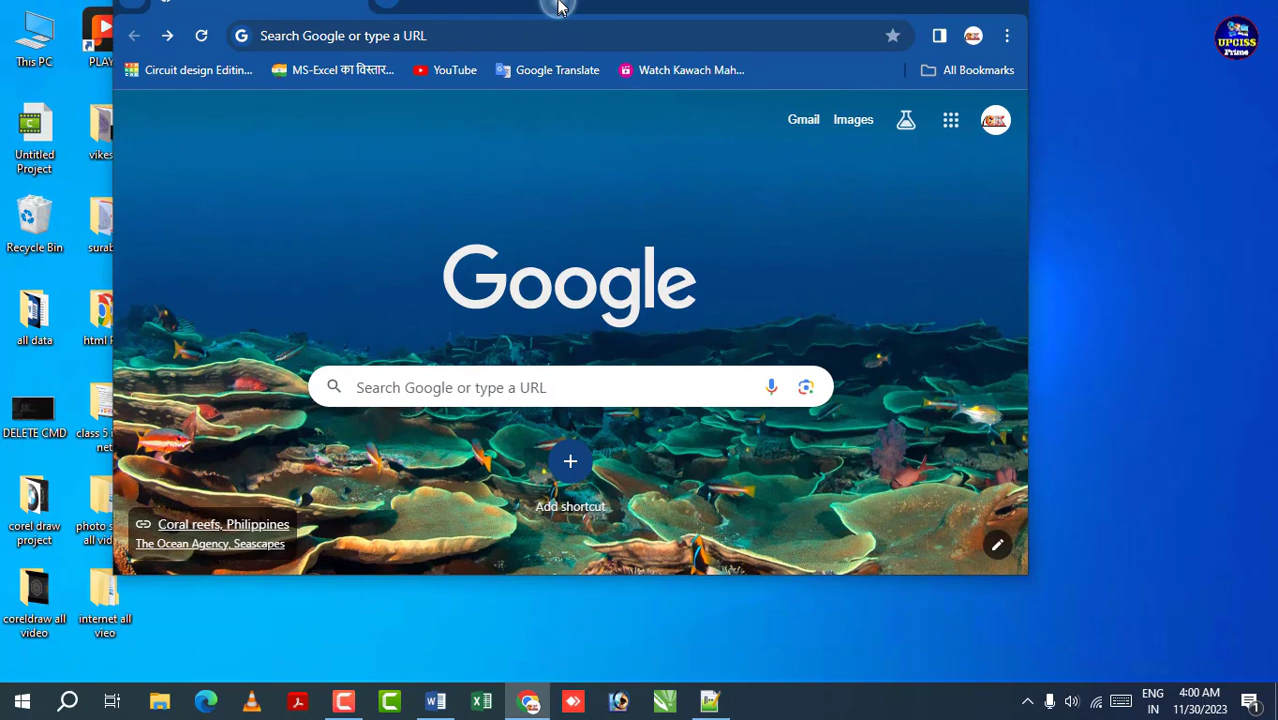 Search Google or type a URL
Circuit design Editin...
MS-Excel का विस्तार...
YouTube
Google Translate
Watch Kawach Mah...
All Bookmarks
Gmail
Images
Google
Search Google or type a URL
Add shortcut
Coral reefs, Philippines
The Ocean Agency, Seascapes
This PC
PLAY
Untitled
Project
vikes
Recycle Bin
surab
all data
html
DELETE CMD
class 5
net
corel draw
project
photo s
all vid
coreldraw all
video
internet all
vieo
UPCISS
Prime
ENG
IN
4:00 AM
11/30/2023
1